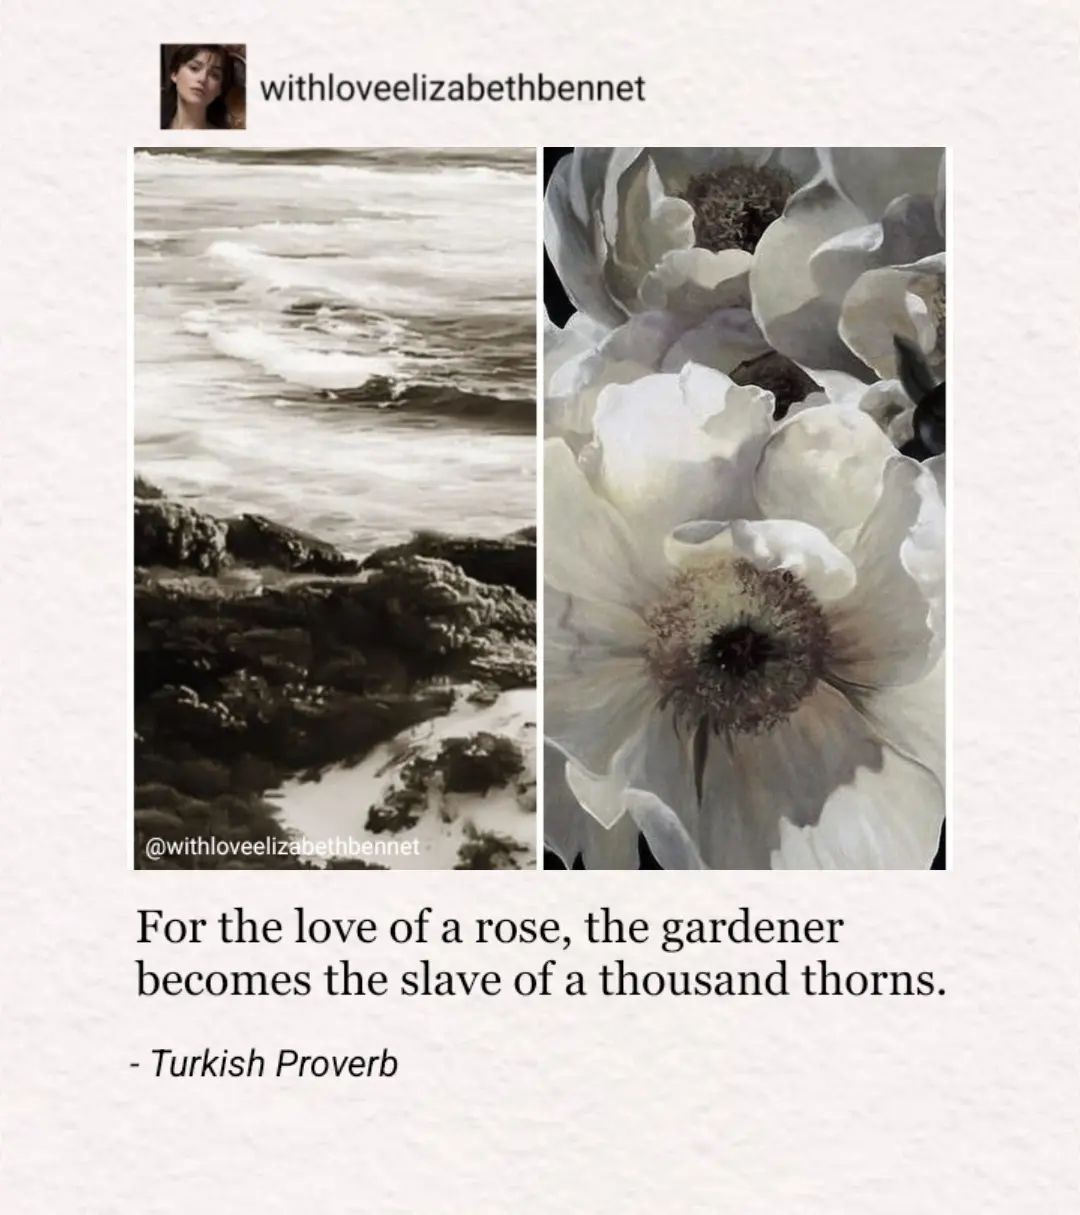 withloveelizabethbennet
@withloveelizabethbennet
For the love of a rose, the gardener
becomes the slave of a thousand thorns.
- Turkish Proverb